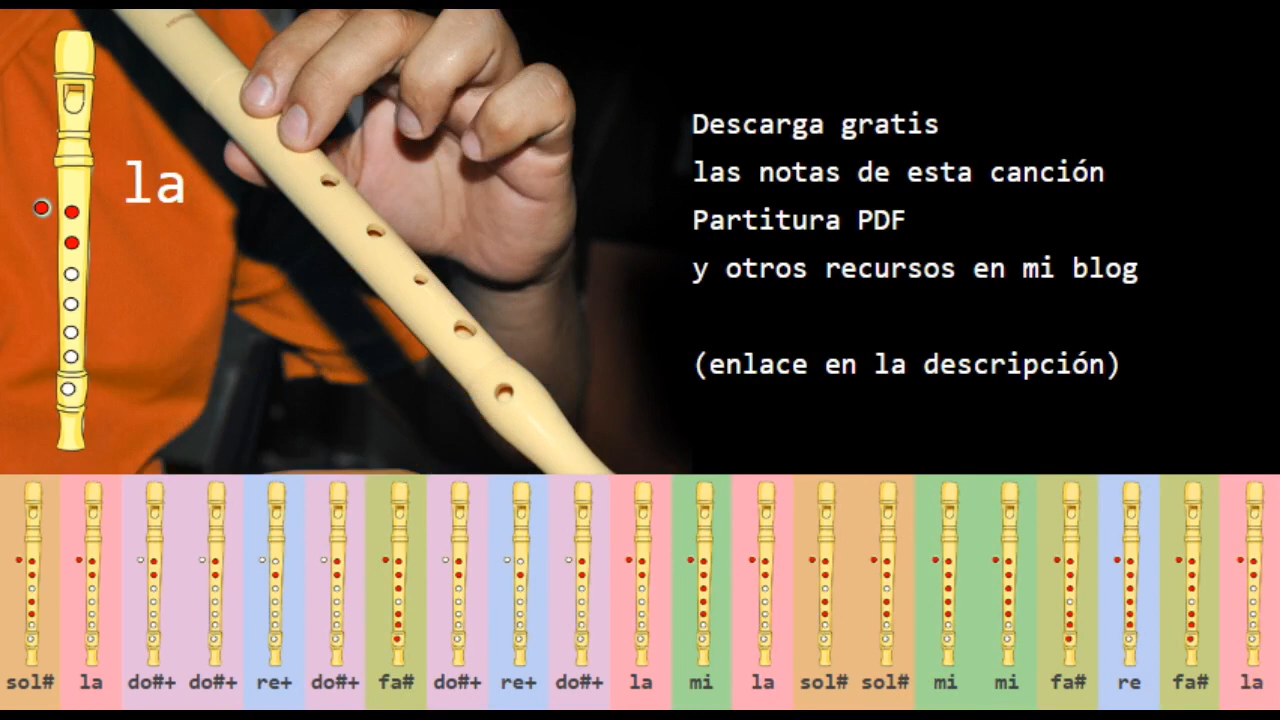 la
Descarga gratis
las notas de esta canción
Partitura PDF
y otros recursos en mi blog
(enlace en la descripción)
sol# la do#+ do#+ re+ do#+ fa# do#+ re+ do#+ la mi la sol# sol# mi mi fa# re fa# la